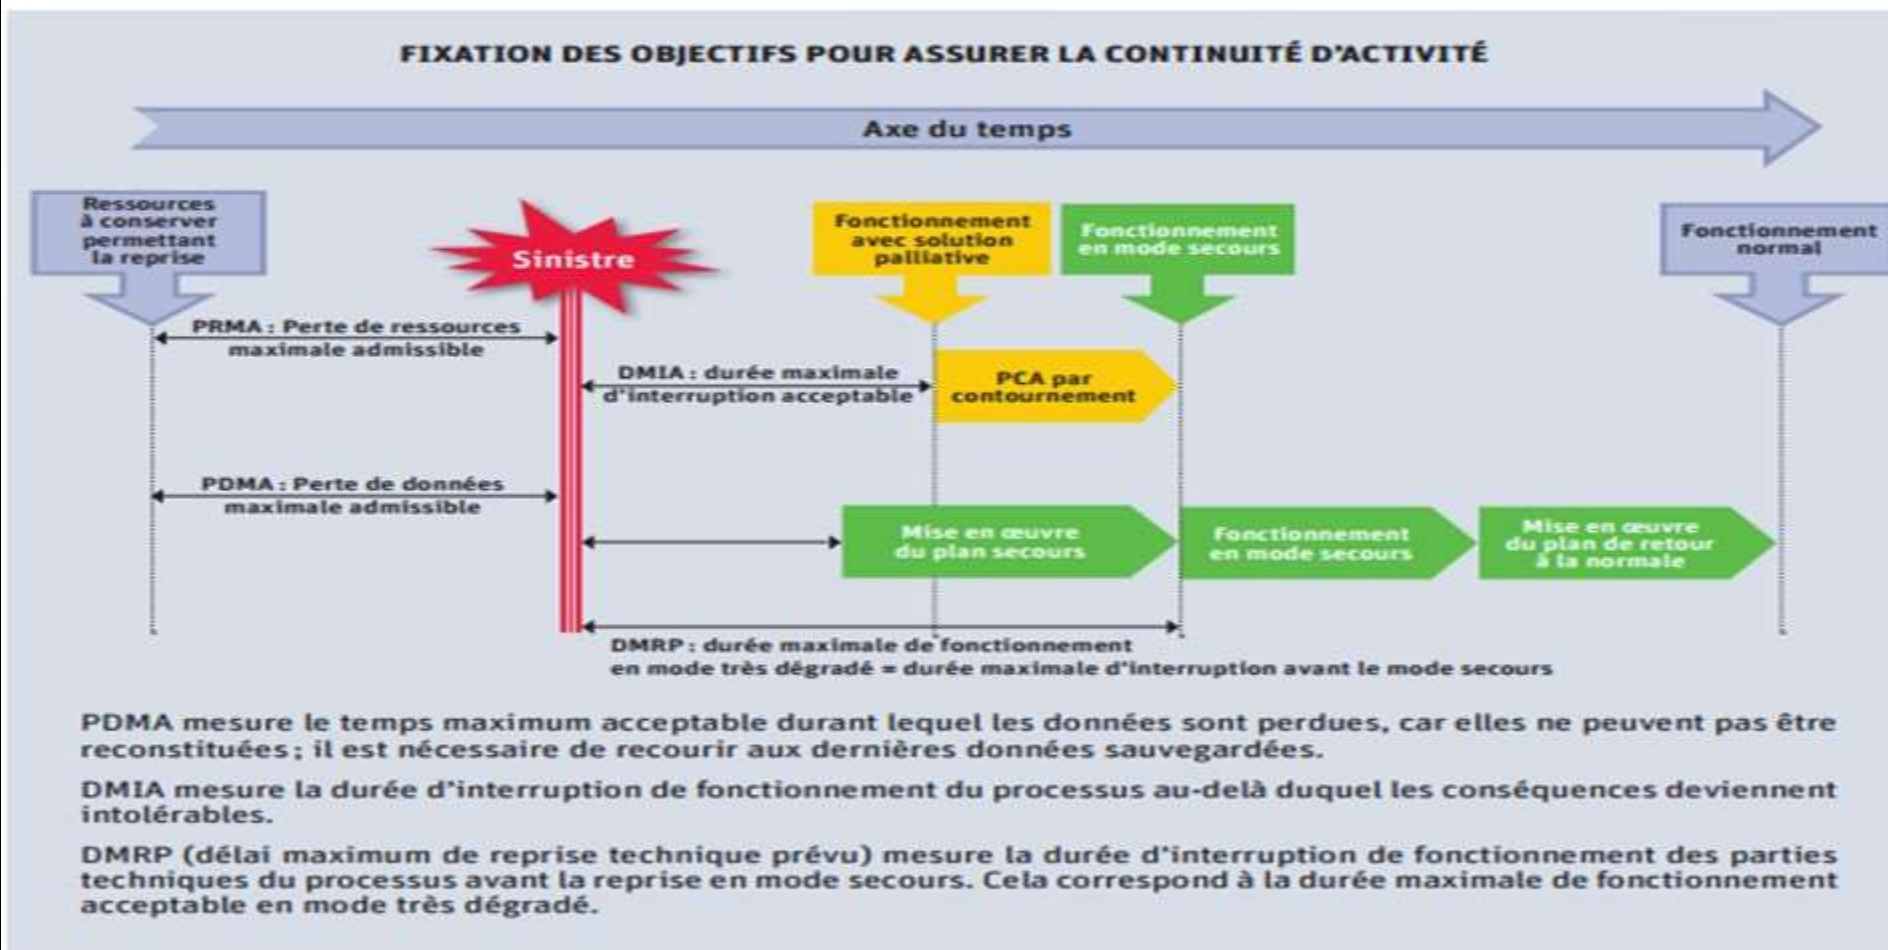 FIXATION DES OBJECTIFS POUR ASSURER LA CONTINUITÉ D'ACTIVITÉ
Axe du temps
Ressources
à conserver
permettant
la reprise
Sinistre
Fonctionnement
avec solution
palliative
Fonctionnement
en mode secours
Fonctionnement
normal
PRMA : Perte de ressources
maximale admissible
DMIA : durée maximale
d'interruption acceptable
PCA par
contournement
PDMA : Perte de données
maximale admissible
Mise en œuvre
du plan secours
Fonctionnement
en mode secours
Mise en œuvre
du plan de retour
à la normale
DMRP : durée maximale de fonctionnement
en mode très dégradé = durée maximale d'interruption avant le mode secours
PDMA mesure le temps maximum acceptable durant lequel les données sont perdues, car elles ne peuvent pas être
reconstituées ; il est nécessaire de recourir aux dernières données sauvegardées.
DMIA mesure la durée d'interruption de fonctionnement du processus au-delà duquel les conséquences deviennent
intolérables.
DMRP (délai maximum de reprise technique prévu) mesure la durée d'interruption de fonctionnement des parties
techniques du processus avant la reprise en mode secours. Cela correspond à la durée maximale de fonctionnement
acceptable en mode très dégradé.